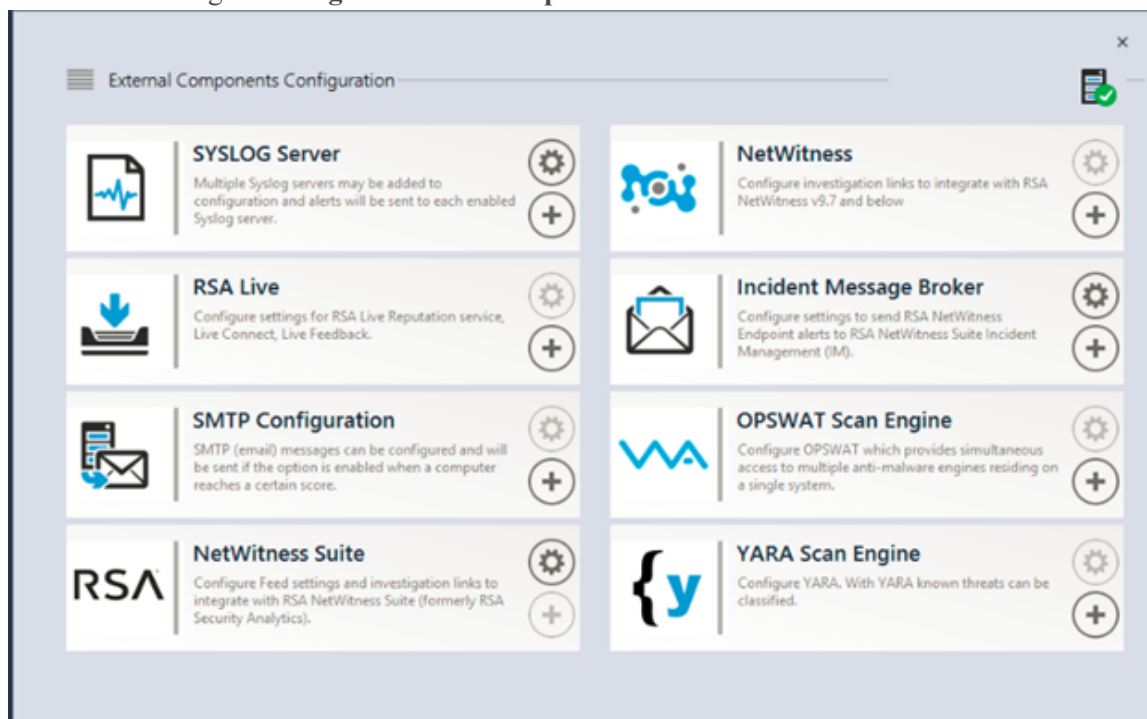 External Components Configuration
SYSLOG Server
Multiple Syslog servers may be added to
configuration and alerts will be sent to each enabled
Syslog server.
NetWitness
Configure investigation links to integrate with RSA
NetWitness v9.7 and below
RSA Live
Configure settings for RSA Live Reputation service,
Live Connect, Live Feedback.
Incident Message Broker
Configure settings to send RSA NetWitness
Endpoint alerts to RSA NetWitness Suite Incident
Management (IM).
SMTP Configuration
SMTP (email) messages can be configured and will
be sent if the option is enabled when a computer
reaches a certain score.
OPSWAT Scan Engine
Configure OPSWAT which provides simultaneous
access to multiple anti-malware engines residing on
a single system.
RSA
NetWitness Suite
Configure Feed settings and investigation links to
integrate with RSA NetWitness Suite (formerly RSA
Security Analytics).
{y
YARA Scan Engine
Configure YARA. With YARA known threats can be
classified.